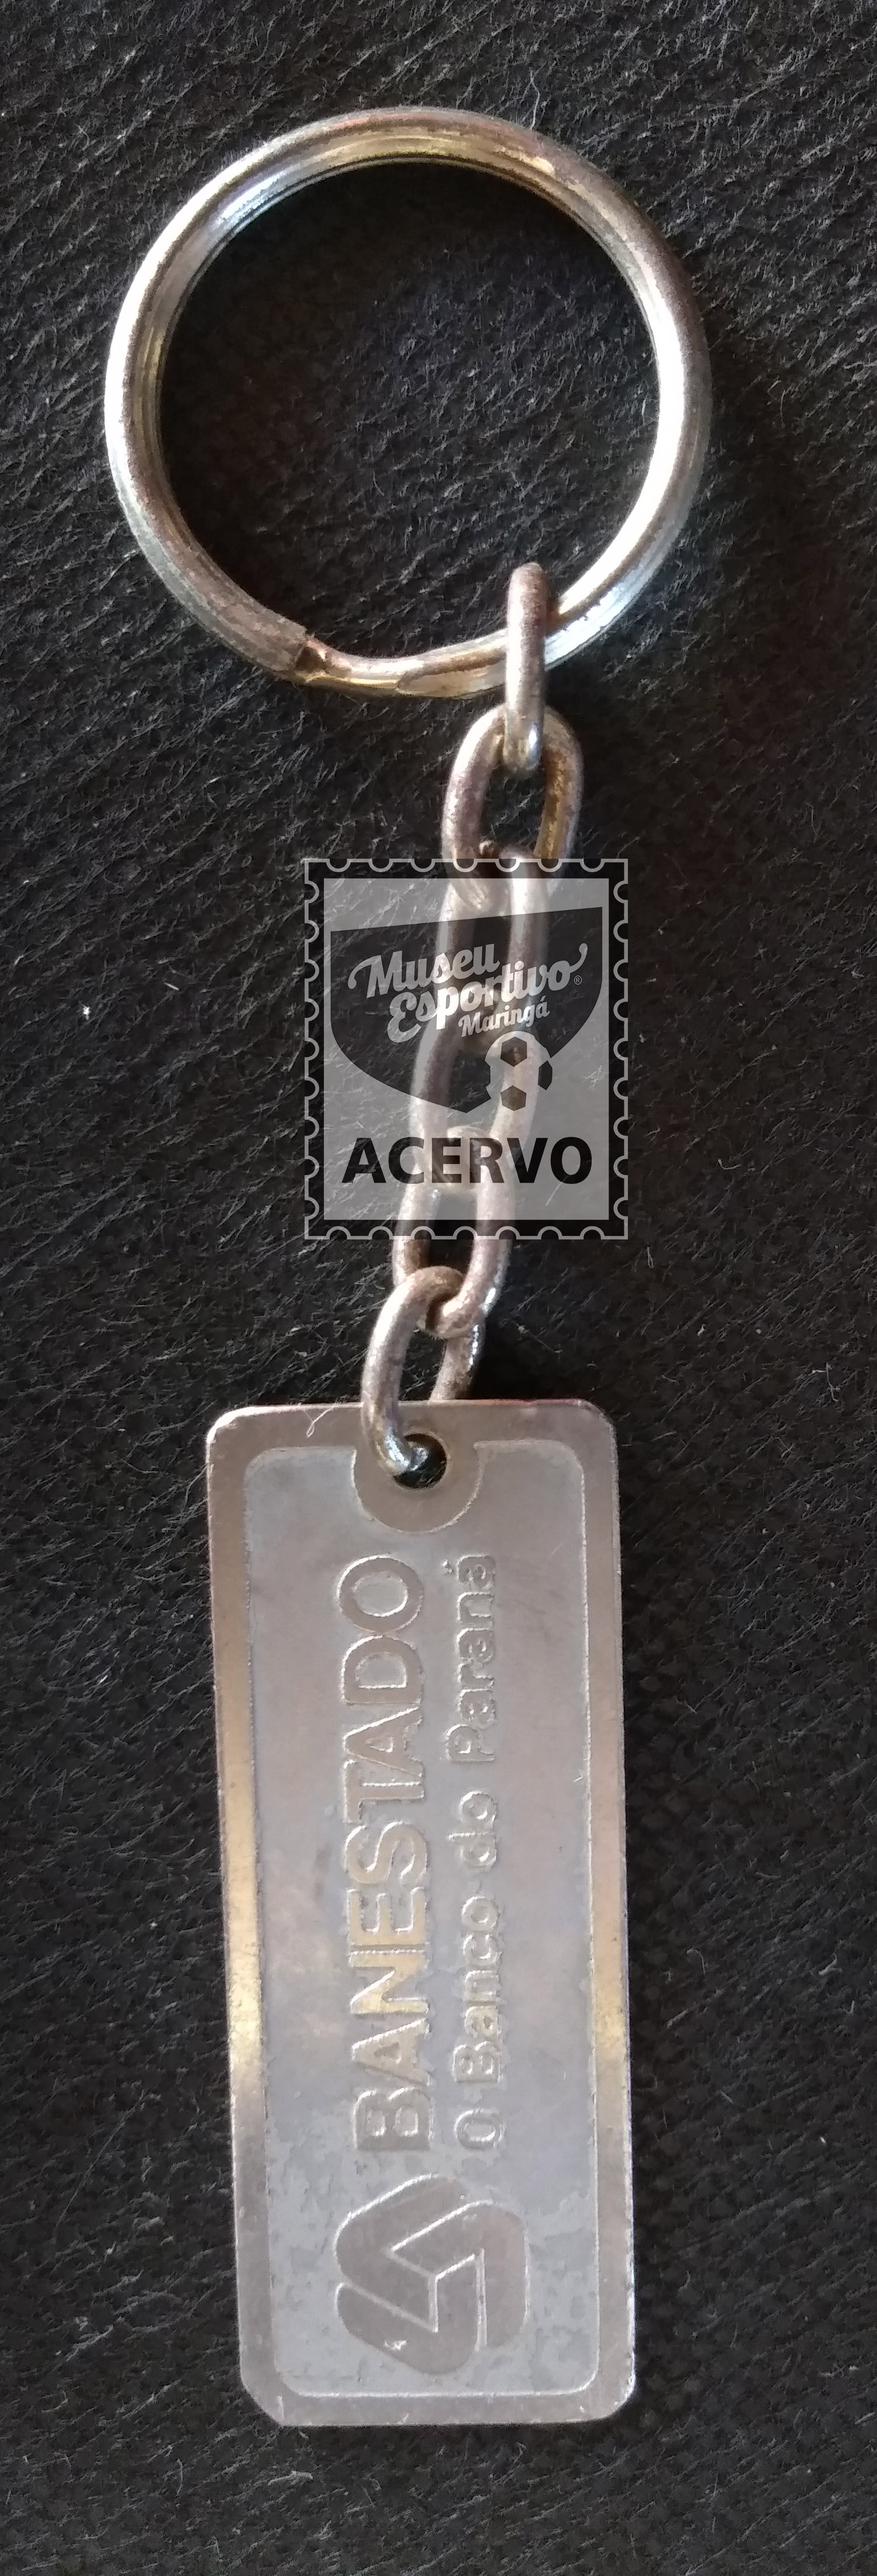 Museu
Esportivo®
Maringá
ACERVO
BANESTADO
O Banco do Paraná